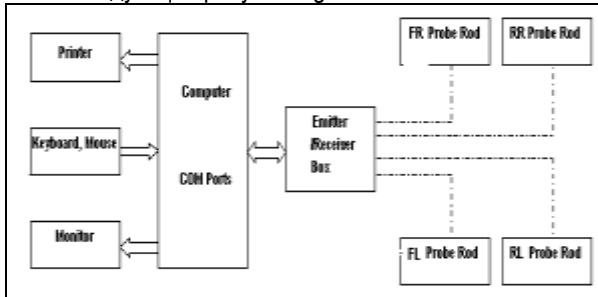 Printer
Keyboard, Mouse
Monitor
Computer
COM Ports
Emitter
/Receiver
Box
FR Probe Rod
RR Probe Rod
FL Probe Rod
RL Probe Rod